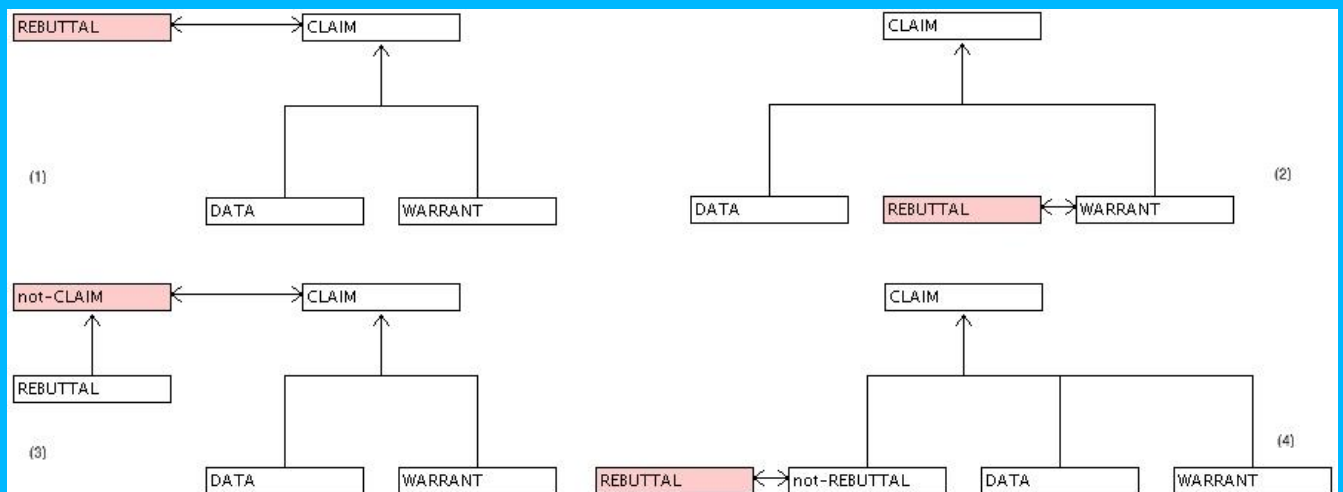 REBUTTAL CLAIM
(1)
DATA WARRANT
CLAIM
(2)
DATA REBUTTAL WARRANT
not-CLAIM CLAIM
REBUTTAL
(3)
DATA WARRANT
CLAIM
(4)
REBUTTAL not-REBUTTAL DATA WARRANT